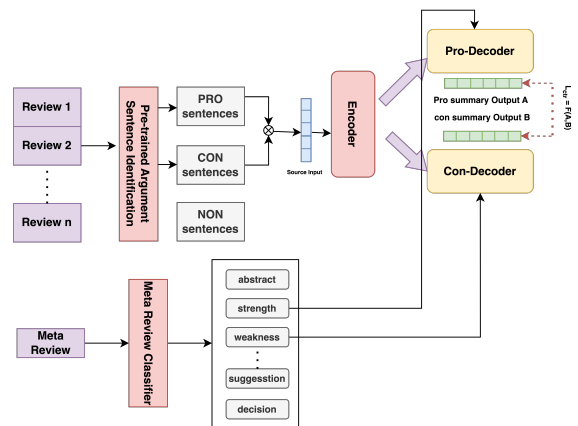 Review 1
Review 2
Review n
Pre-trained Argument
Sentence Identification
PRO
sentences
CON
sentences
NON
sentences
Source Input
Encoder
Pro-Decoder
Pro summary Output A
con summary Output B
L_ctr = F(A,B)
Con-Decoder
Meta
Review
Meta Review Classifier
abstract
strength
weakness
suggesstion
decision